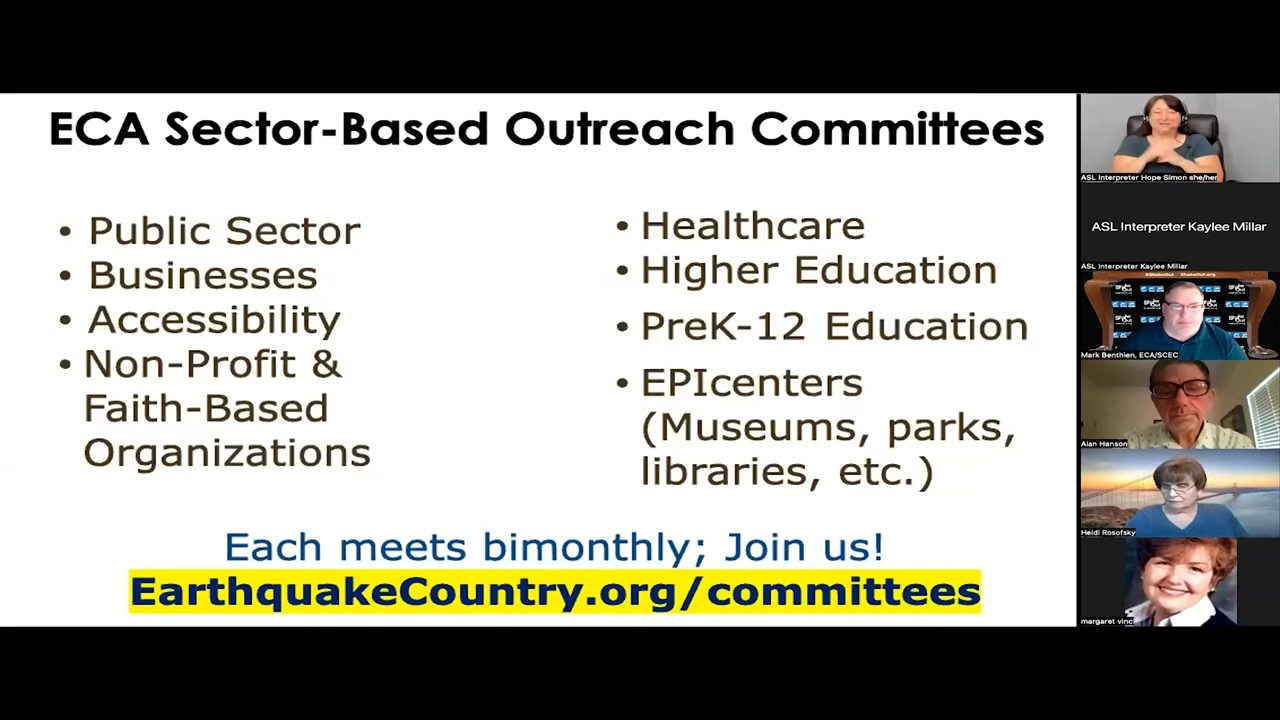 ECA Sector-Based Outreach Committees
• Public Sector
• Businesses
• Accessibility
• Non-Profit &
Faith-Based
Organizations
• Healthcare
• Higher Education
• PreK-12 Education
• EPIcenters
(Museums, parks,
libraries, etc.)
Each meets bimonthly; Join us!
EarthquakeCountry.org/committees
ASL Interpreter Hope Simon she/her
ASL Interpreter Kaylee Millar
ASL Interpreter Kaylee Millar
Mark Benthien, ECA/SCEC
Alan Hanson
Heidi Rosofsky
margaret vinci